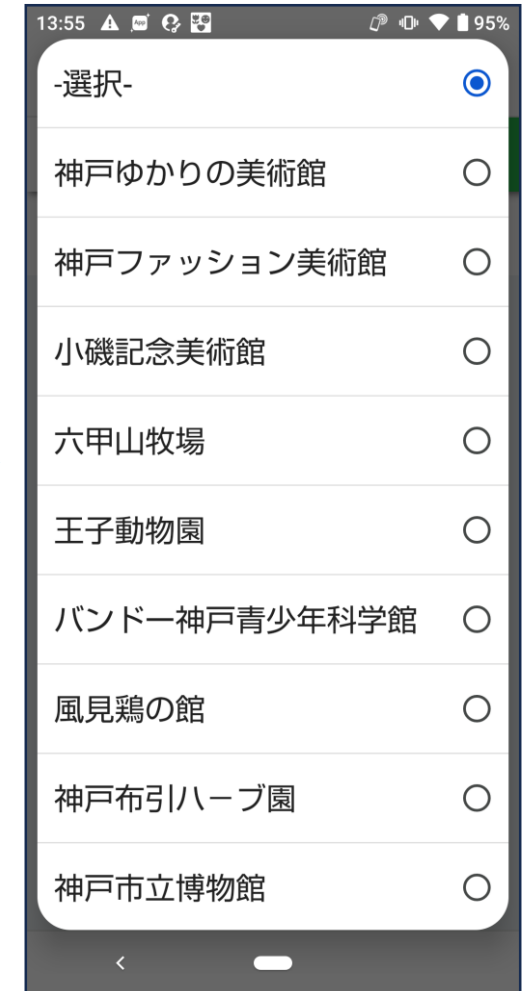 13:55
95%
-選択-
神戸ゆかりの美術館
神戸ファッション美術館
小磯記念美術館
六甲山牧場
王子動物園
バンドー神戸青少年科学館
風見鶏の館
神戸布引ハーブ園
神戸市立博物館